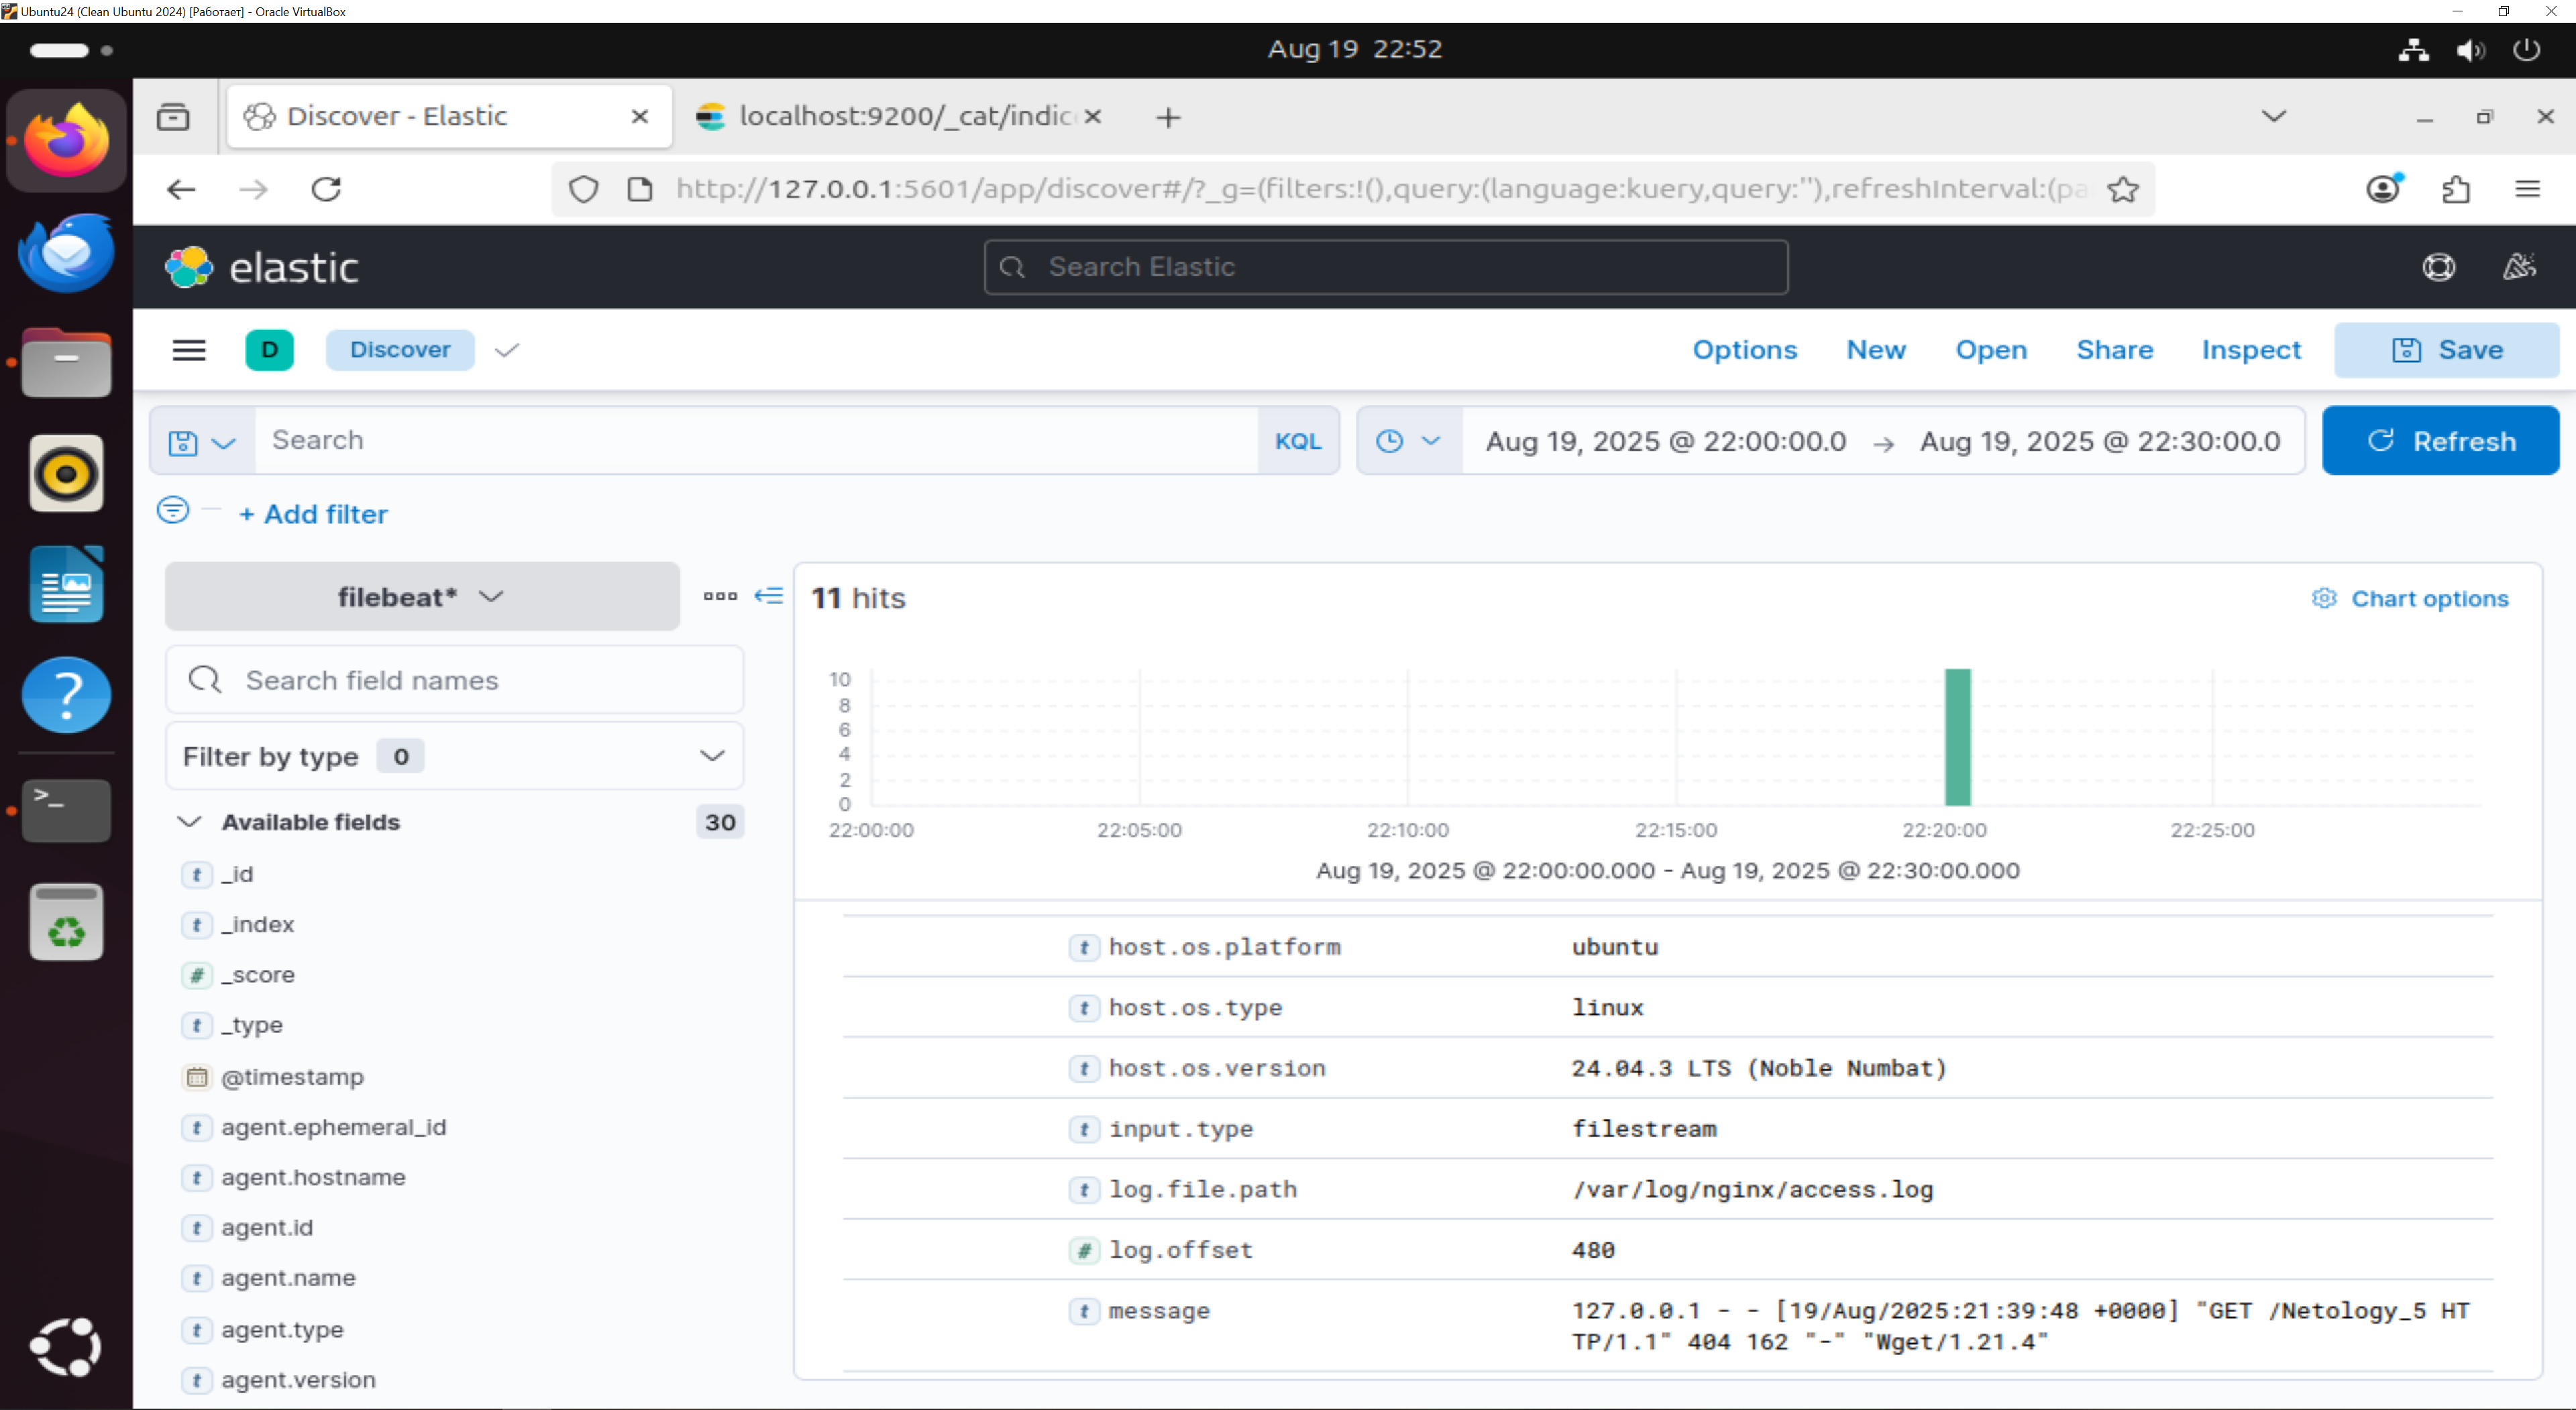 Ubuntu24 (Clean Ubuntu 2024) [Работает] - Oracle VirtualBox
Aug 19 22:52
Discover - Elastic
localhost:9200/_cat/indic
http://127.0.0.1:5601/app/discover#/?_g=(filters:!(),query:(language:kuery,query:''),refreshInterval:(pa
elastic
Search Elastic
D
Discover
Options
New
Open
Share
Inspect
Save
Search
KQL
Aug 19, 2025 @ 22:00:00.0 → Aug 19, 2025 @ 22:30:00.0
Refresh
+ Add filter
filebeat*
11 hits
Chart options
Search field names
Filter by type 0
Available fields 30
t _id
t _index
# _score
t _type
@timestamp
t agent.ephemeral_id
t agent.hostname
t agent.id
t agent.name
t agent.type
t agent.version
10
8
6
4
2
0
22:00:00 22:05:00 22:10:00 22:15:00 22:20:00 22:25:00
Aug 19, 2025 @ 22:00:00.000 - Aug 19, 2025 @ 22:30:00.000
t host.os.platform ubuntu
t host.os.type linux
t host.os.version 24.04.3 LTS (Noble Numbat)
t input.type filestream
t log.file.path /var/log/nginx/access.log
# log.offset 480
t message 127.0.0.1 - - [19/Aug/2025:21:39:48 +0000] "GET /Netology_5 HT
TP/1.1" 404 162 "-" "Wget/1.21.4"